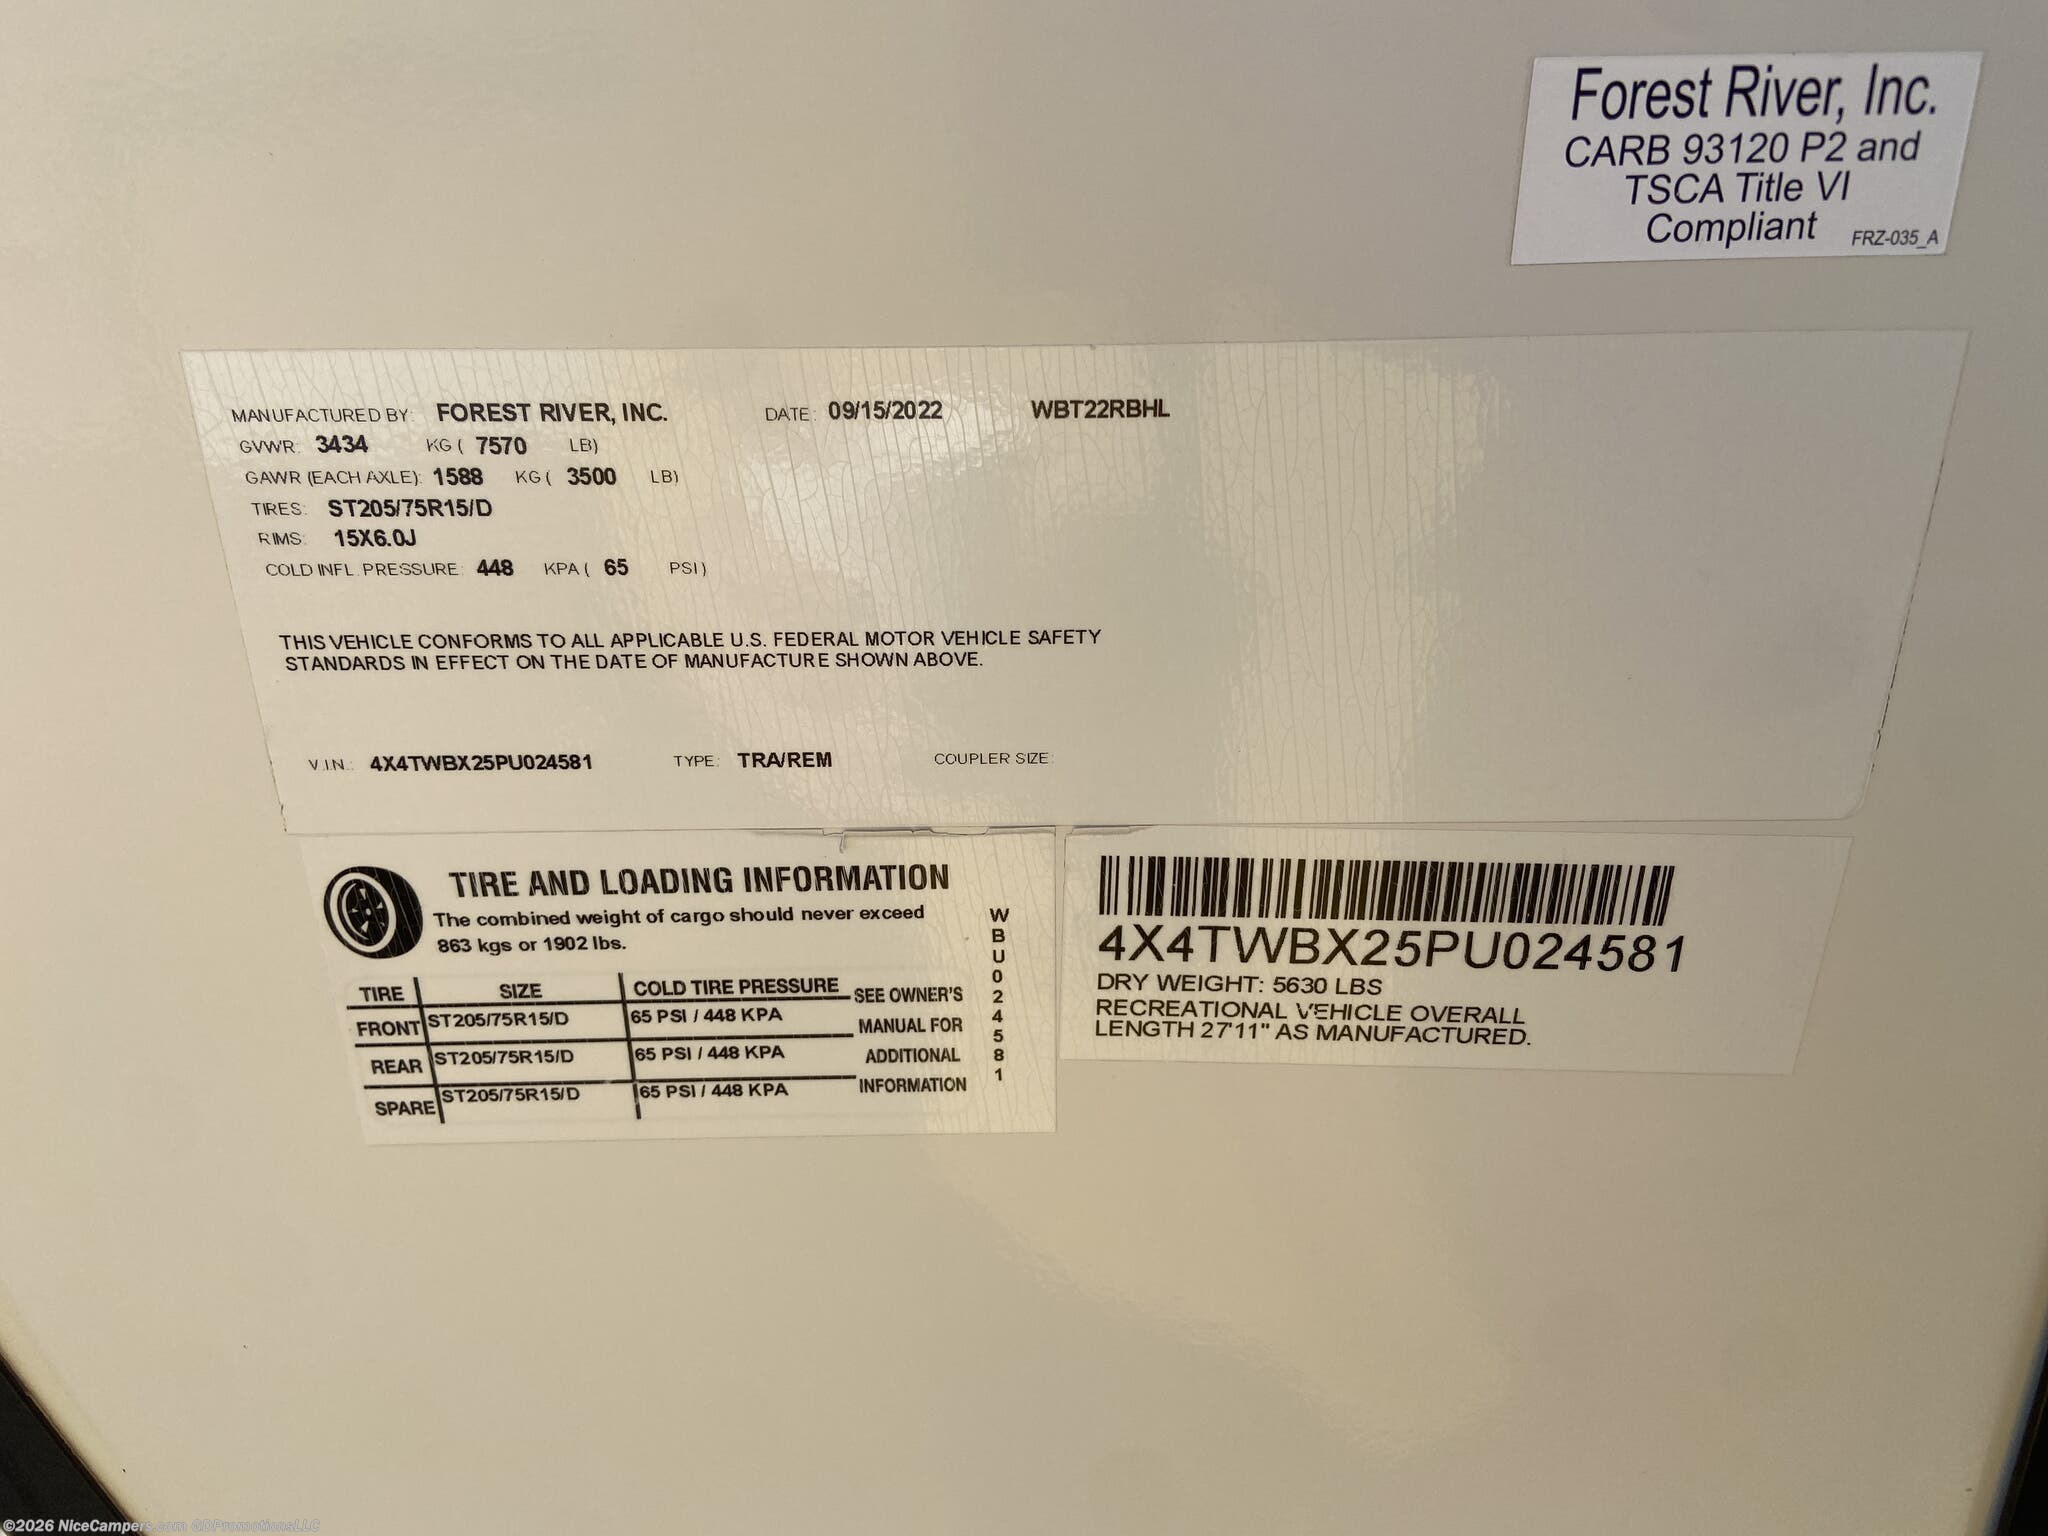 Forest River, Inc.
CARB 93120 P2 and
TSCA Title VI
Compliant FRZ-035_A
MANUFACTURED BY: FOREST RIVER, INC. DATE: 09/15/2022 WBT22RBHL
GVWR: 3434 KG ( 7570 LB)
GAWR (EACH AXLE): 1588 KG ( 3500 LB)
TIRES: ST205/75R15/D
RIMS: 15X6.0J
COLD INFL. PRESSURE: 448 KPA ( 65 PSI )
THIS VEHICLE CONFORMS TO ALL APPLICABLE U.S. FEDERAL MOTOR VEHICLE SAFETY
STANDARDS IN EFFECT ON THE DATE OF MANUFACTURE SHOWN ABOVE.
V.I.N.: 4X4TWBX25PU024581 TYPE: TRA/REM COUPLER SIZE:
TIRE AND LOADING INFORMATION
The combined weight of cargo should never exceed
863 kgs or 1902 lbs.
TIRE SIZE COLD TIRE PRESSURE
FRONT ST205/75R15/D 65 PSI / 448 KPA
REAR ST205/75R15/D 65 PSI / 448 KPA
SPARE ST205/75R15/D 65 PSI / 448 KPA
SEE OWNER'S
MANUAL FOR
ADDITIONAL
INFORMATION
WBU024581
4X4TWBX25PU024581
DRY WEIGHT: 5630 LBS
RECREATIONAL VEHICLE OVERALL
LENGTH 27'11" AS MANUFACTURED.
©2026 NiceCampers.com GDPromotionsLLC